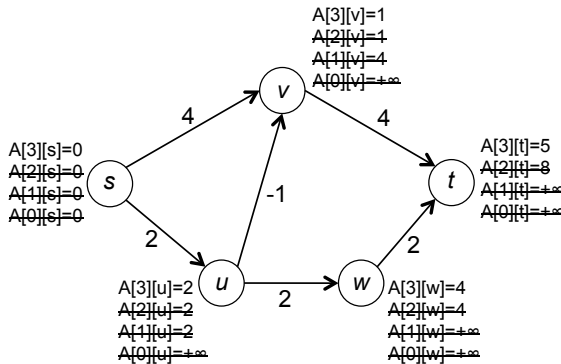 A[3][v]=1
A[2][v]=1
A[1][v]=4
A[0][v]=+∞
v
4
4
A[3][s]=0
A[2][s]=0
A[1][s]=0
A[0][s]=0
s
A[3][t]=5
A[2][t]=8
A[1][t]=+∞
A[0][t]=+∞
t
-1
2
2
u
2
w
A[3][u]=2
A[2][u]=2
A[1][u]=2
A[0][u]=+∞
A[3][w]=4
A[2][w]=4
A[1][w]=+∞
A[0][w]=+∞